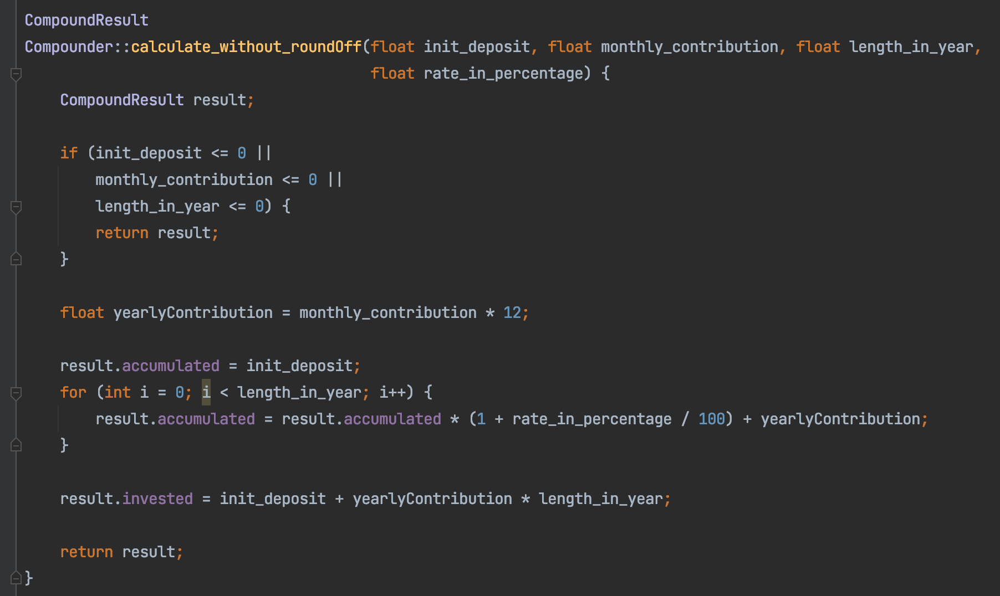 CompoundResult
Compounder::calculate_without_roundOff(float init_deposit, float monthly_contribution, float length_in_year,
                                       float rate_in_percentage) {
    CompoundResult result;

    if (init_deposit <= 0 ||
        monthly_contribution <= 0 ||
        length_in_year <= 0) {
        return result;
    }

    float yearlyContribution = monthly_contribution * 12;

    result.accumulated = init_deposit;
    for (int i = 0; i < length_in_year; i++) {
        result.accumulated = result.accumulated * (1 + rate_in_percentage / 100) + yearlyContribution;
    }

    result.invested = init_deposit + yearlyContribution * length_in_year;

    return result;
}